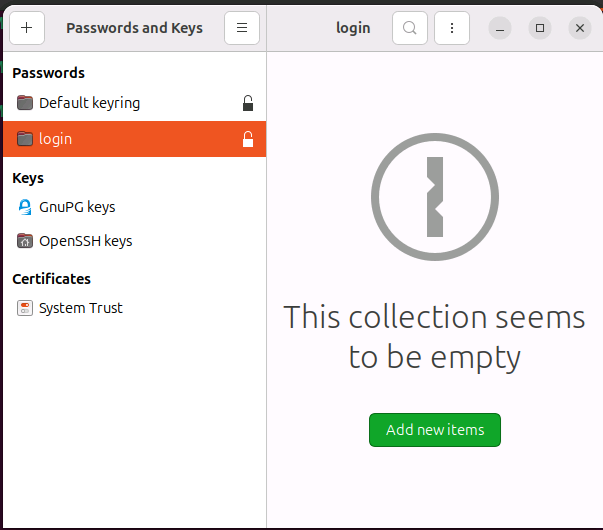 Passwords and Keys
login
Passwords
Default keyring
login
Keys
GnuPG keys
OpenSSH keys
Certificates
System Trust
This collection seems
to be empty
Add new items